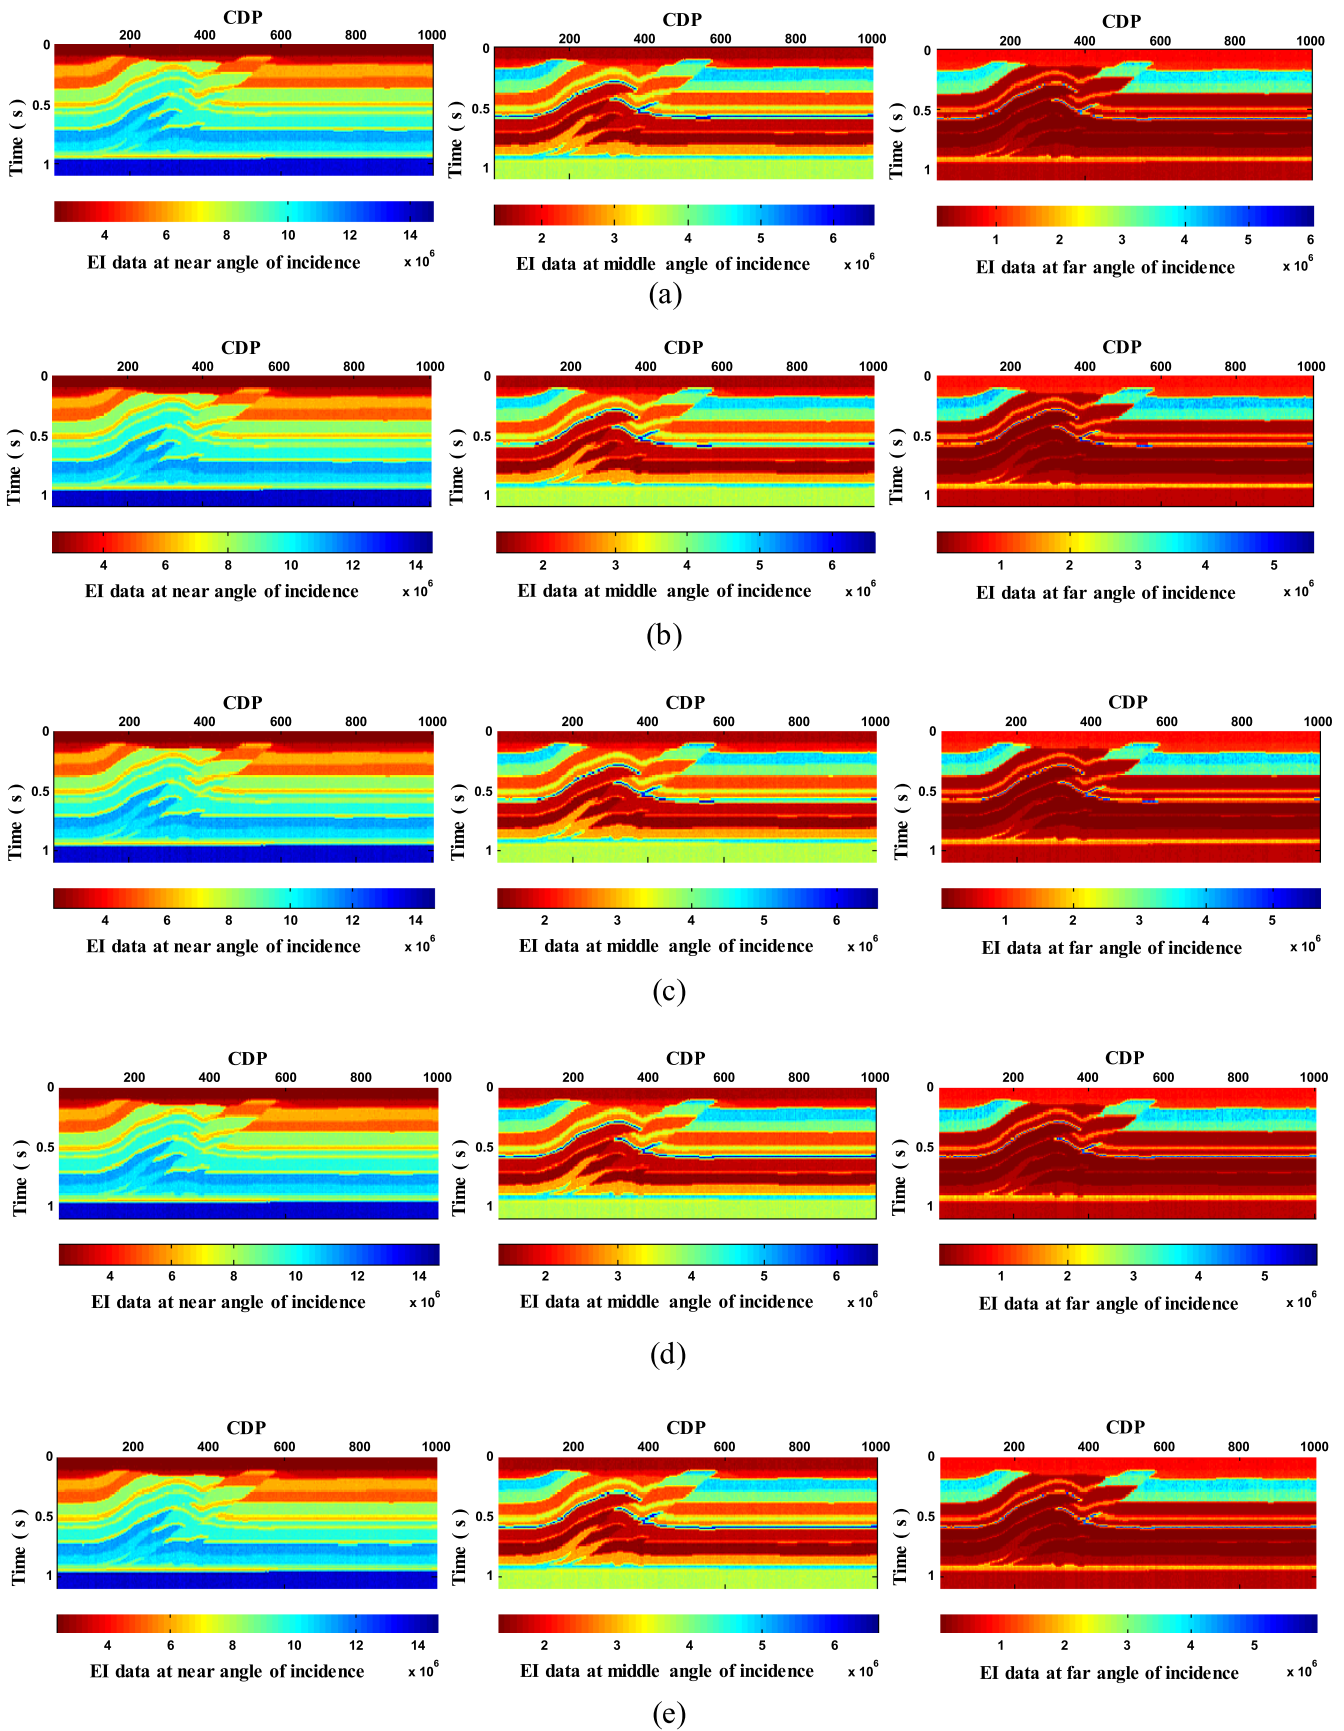 CDP CDP CDP
200 400 600 800 1000 200 400 600 800 1000 200 400 600 800 1000
0 0 0
0.5 0.5 0.5
1 1 1
Time ( s ) Time ( s ) Time ( s )
4 6 8 10 12 14 2 3 4 5 6 1 2 3 4 5 6
EI data at near angle of incidence x 10^6 EI data at middle angle of incidence x 10^6 EI data at far angle of incidence x 10^6
(a)
CDP CDP CDP
200 400 600 800 1000 200 400 600 800 1000 200 400 600 800 1000
0 0 0
0.5 0.5 0.5
1 1 1
Time ( s ) Time ( s ) Time ( s )
4 6 8 10 12 14 2 3 4 5 6 1 2 3 4 5
EI data at near angle of incidence x 10^6 EI data at middle angle of incidence x 10^6 EI data at far angle of incidence x 10^6
(b)
CDP CDP CDP
200 400 600 800 1000 200 400 600 800 1000 200 400 600 800 1000
0 0 0
0.5 0.5 0.5
1 1 1
Time ( s ) Time ( s ) Time ( s )
4 6 8 10 12 14 2 3 4 5 6 1 2 3 4 5
EI data at near angle of incidence x 10^6 EI data at middle angle of incidence x 10^6 EI data at far angle of incidence x 10^6
(c)
CDP CDP CDP
200 400 600 800 1000 200 400 600 800 1000 200 400 600 800 1000
0 0 0
0.5 0.5 0.5
1 1 1
Time ( s ) Time ( s ) Time ( s )
4 6 8 10 12 14 2 3 4 5 6 1 2 3 4 5
EI data at near angle of incidence x 10^6 EI data at middle angle of incidence x 10^6 EI data at far angle of incidence x 10^6
(d)
CDP CDP CDP
200 400 600 800 1000 200 400 600 800 1000 200 400 600 800 1000
0 0 0
0.5 0.5 0.5
1 1 1
Time ( s ) Time ( s ) Time ( s )
4 6 8 10 12 14 2 3 4 5 6 1 2 3 4 5
EI data at near angle of incidence x 10^6 EI data at middle angle of incidence x 10^6 EI data at far angle of incidence x 10^6
(e)